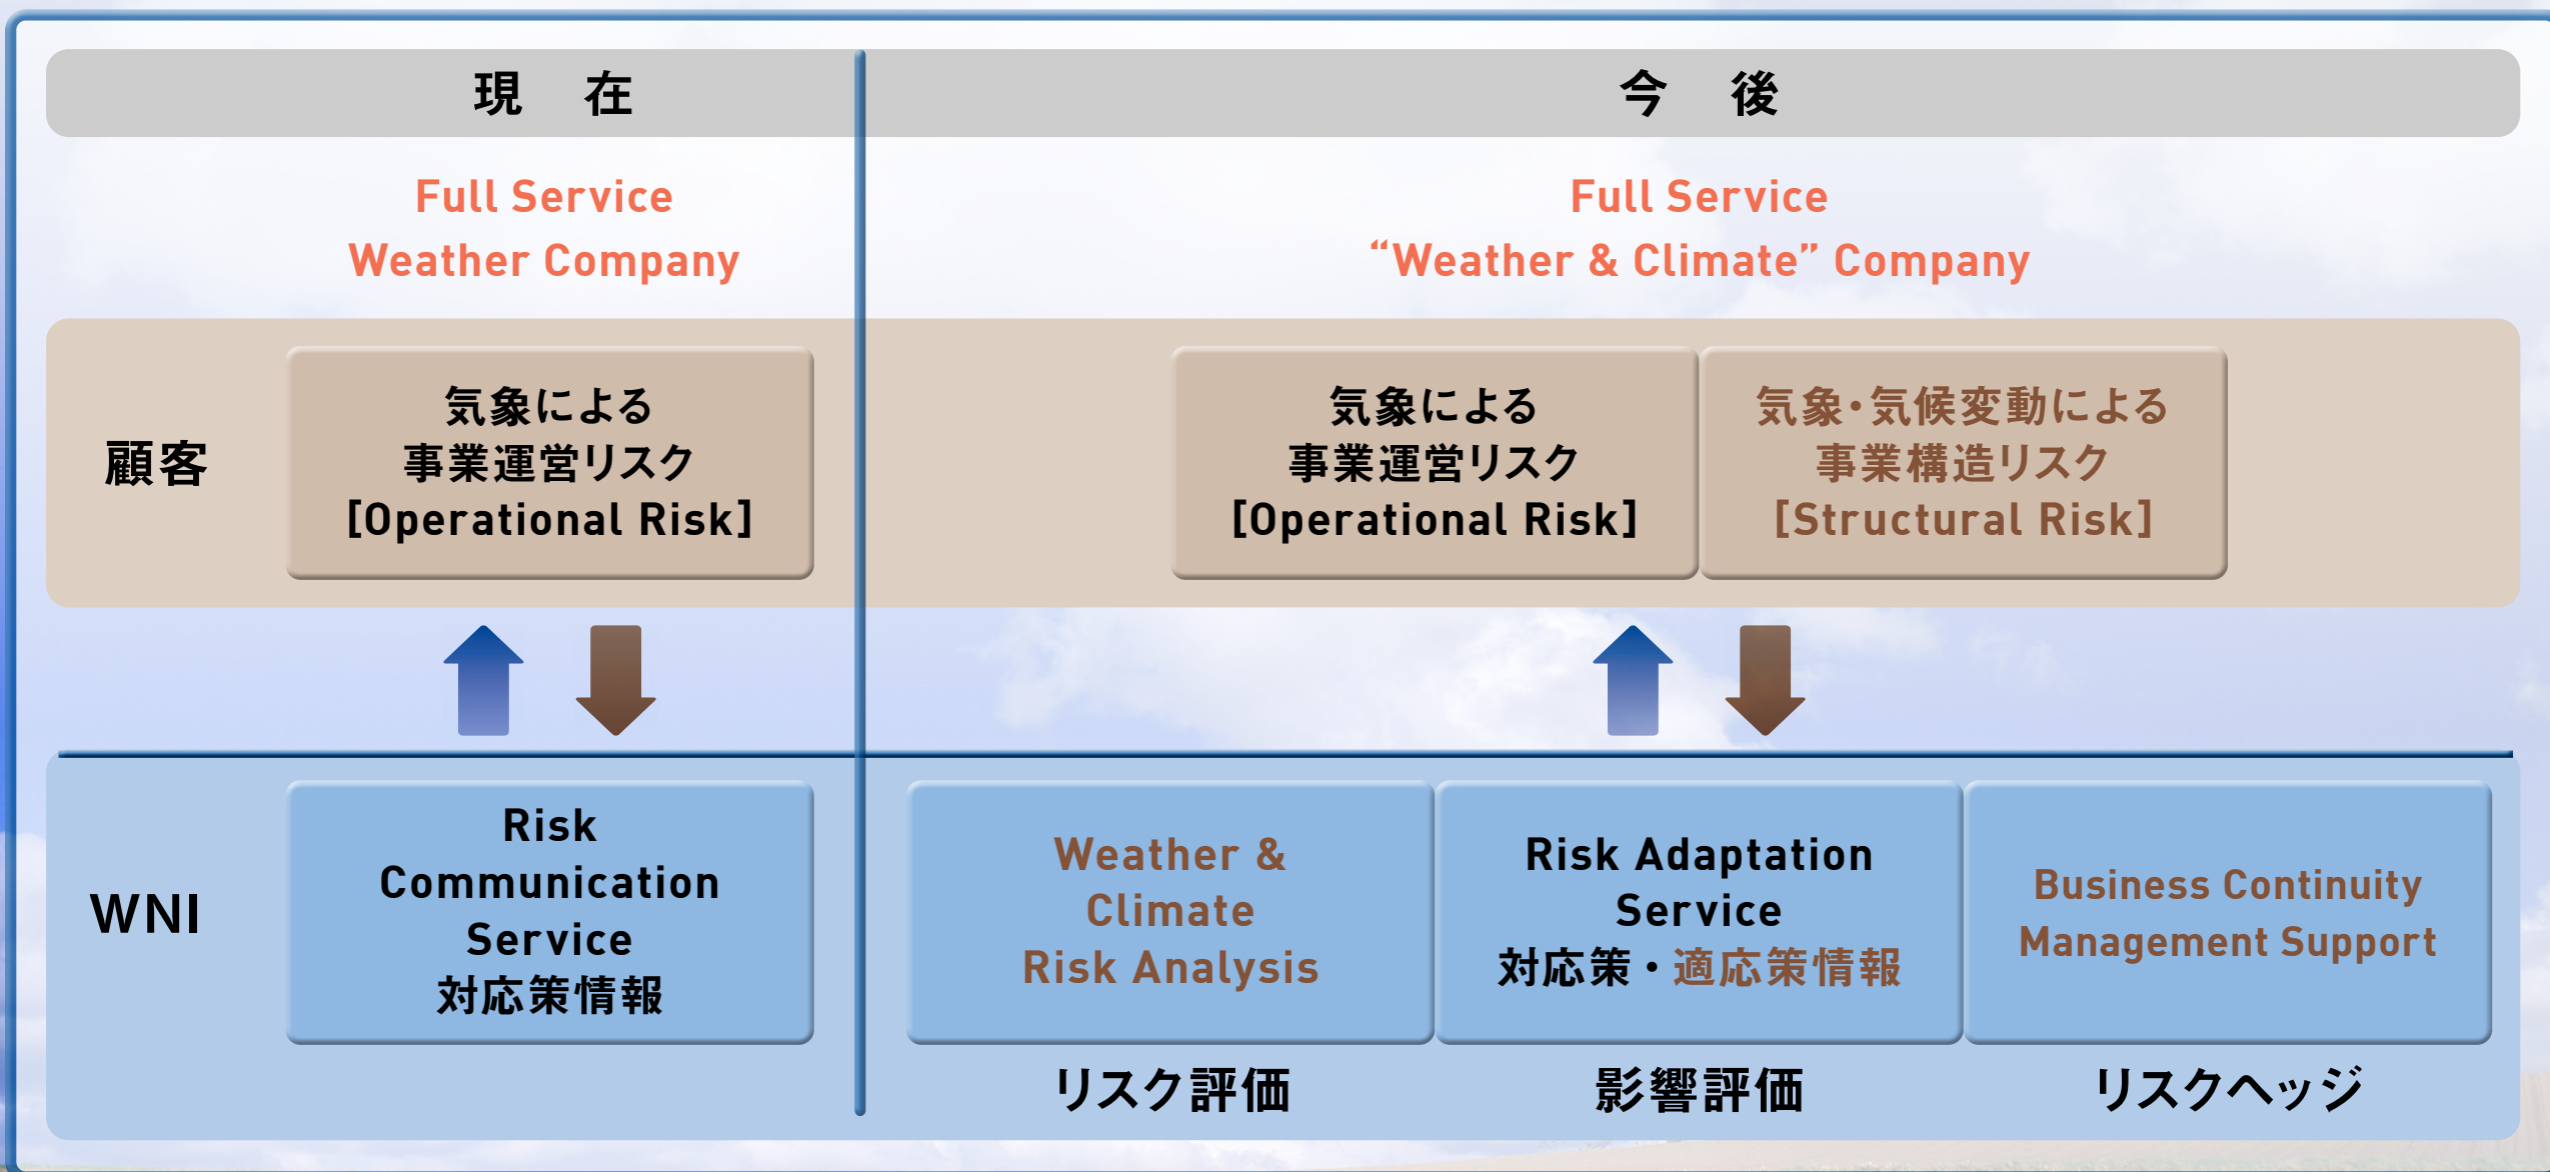 現 在
今 後
Full Service
Weather Company
Full Service
“Weather & Climate” Company
顧客
気象による
事業運営リスク
[Operational Risk]
気象による
事業運営リスク
[Operational Risk]
気象・気候変動による
事業構造リスク
[Structural Risk]
WNI
Risk
Communication
Service
対応策情報
Weather &
Climate
Risk Analysis
リスク評価
Risk Adaptation
Service
対応策・適応策情報
影響評価
Business Continuity
Management Support
リスクヘッジ